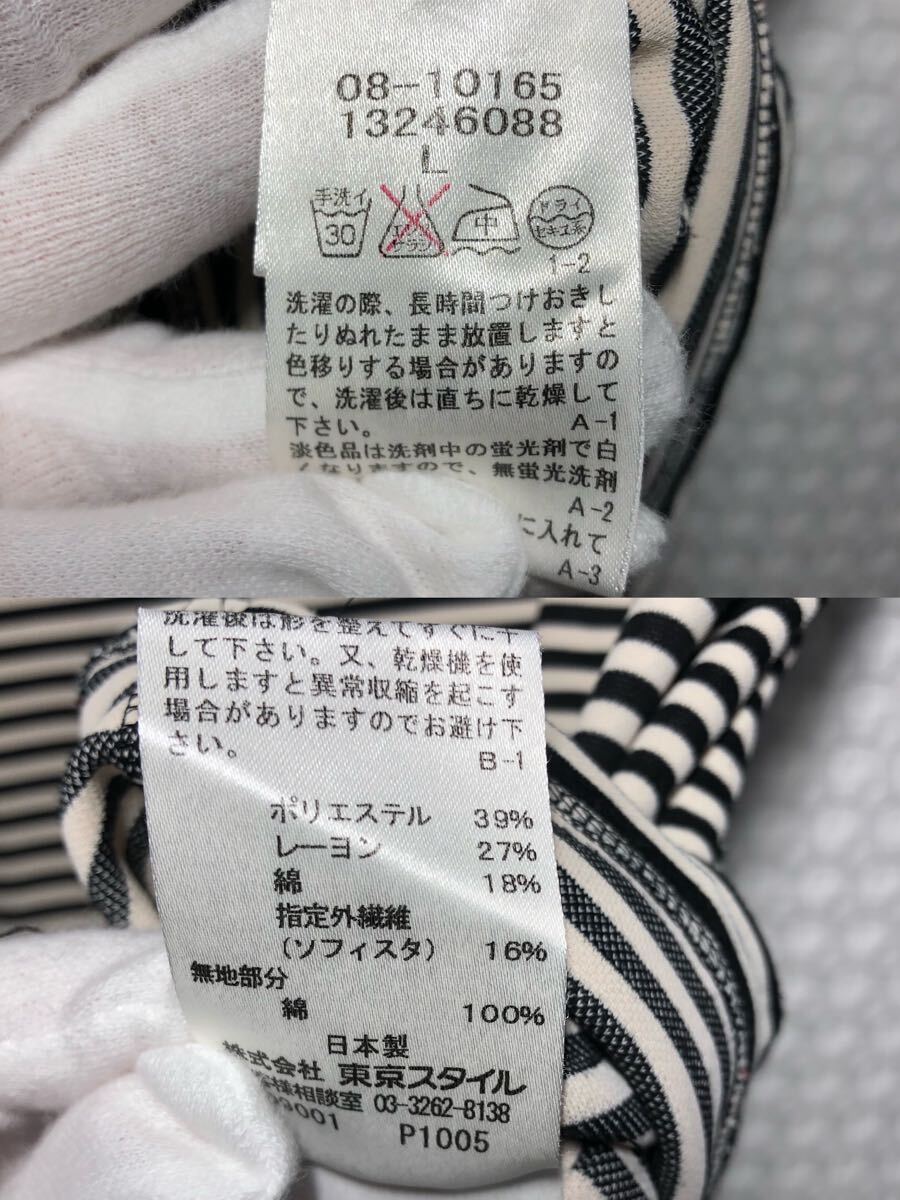 08-10165
13246088
L
手洗イ
30
中
ドライ
セキユ系
1-2
洗濯の際、長時間つけおきし
たりぬれたまま放置しますと
色移りする場合がありますの
で、洗濯後は直ちに乾燥して
下さい。
A-1
淡色品は洗剤中の蛍光剤で白
くなりますので、無蛍光洗剤
A-2
に入れて
A-3
洗濯後は形を整えてすぐに干
して下さい。又、乾燥機を使
用しますと異常収縮を起こす
場合がありますのでお避け下
さい。
B-1
ポリエステル 39%
レーヨン 27%
綿 18%
指定外繊維
(ソフィスタ) 16%
無地部分
綿 100%
日本製
株式会社 東京スタイル
様相談室 03-3262-8138
P1005